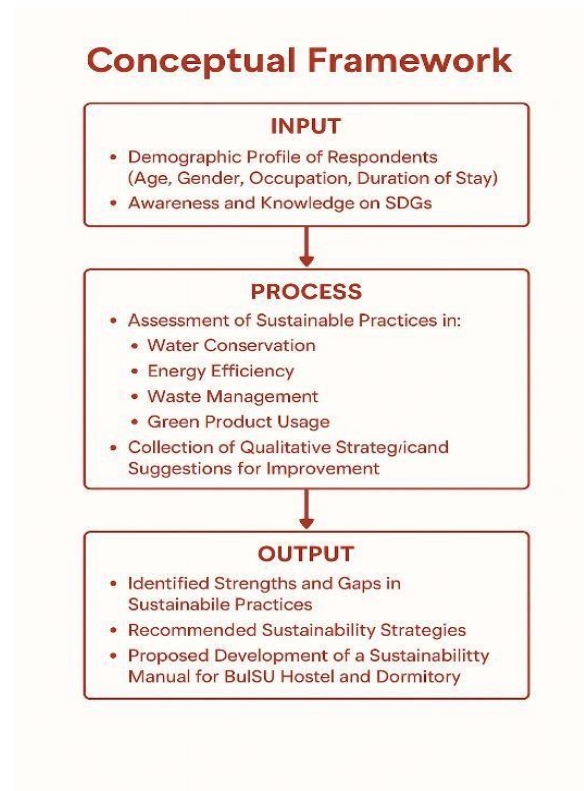 Conceptual Framework
INPUT
• Demographic Profile of Respondents
(Age, Gender, Occupation, Duration of Stay)
• Awareness and Knowledge on SDGs
PROCESS
• Assessment of Sustainable Practices in:
• Water Conservation
• Energy Efficiency
• Waste Management
• Green Product Usage
• Collection of Qualitative Strateg/icand
Suggestions for Improvement
OUTPUT
• Identified Strengths and Gaps in
Sustainabile Practices
• Recommended Sustainability Strategies
• Proposed Development of a Sustainabilitty
Manual for BulSU Hostel and Dormitory